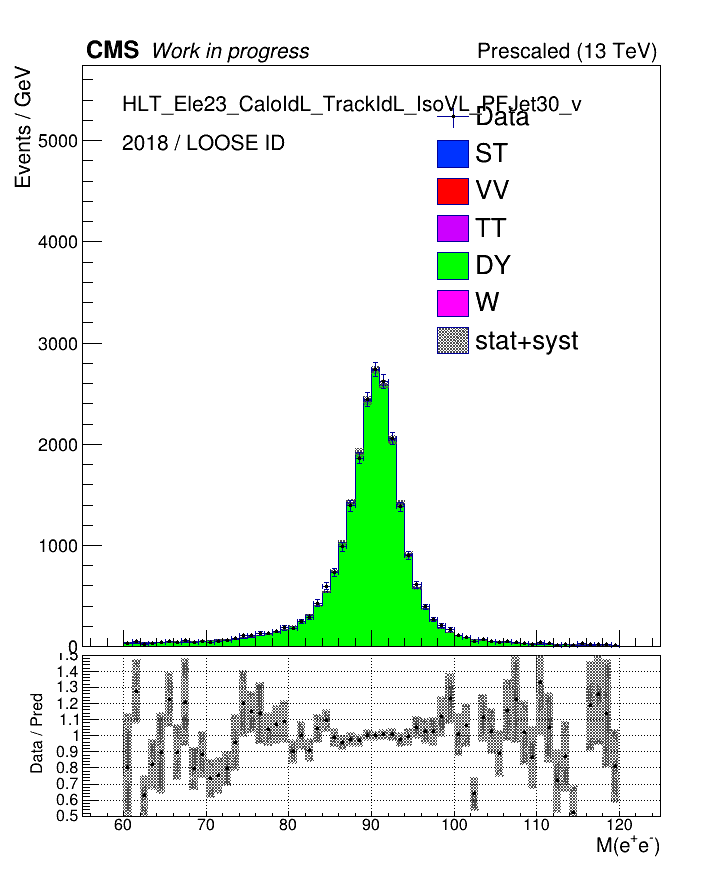 CMS Work in progress Prescaled (13 TeV)
Events / GeV
HLT_Ele23_CaloIdL_TrackIdL_IsoVL_PFJet30_v
Data
2018 / LOOSE ID
ST
VV
TT
DY
W
stat+syst
5000
4000
3000
2000
1000
0
Data / Pred
1.5
1.4
1.3
1.2
1.1
1
0.9
0.8
0.7
0.6
0.5
60 70 80 90 100 110 120
M(e⁺e⁻)